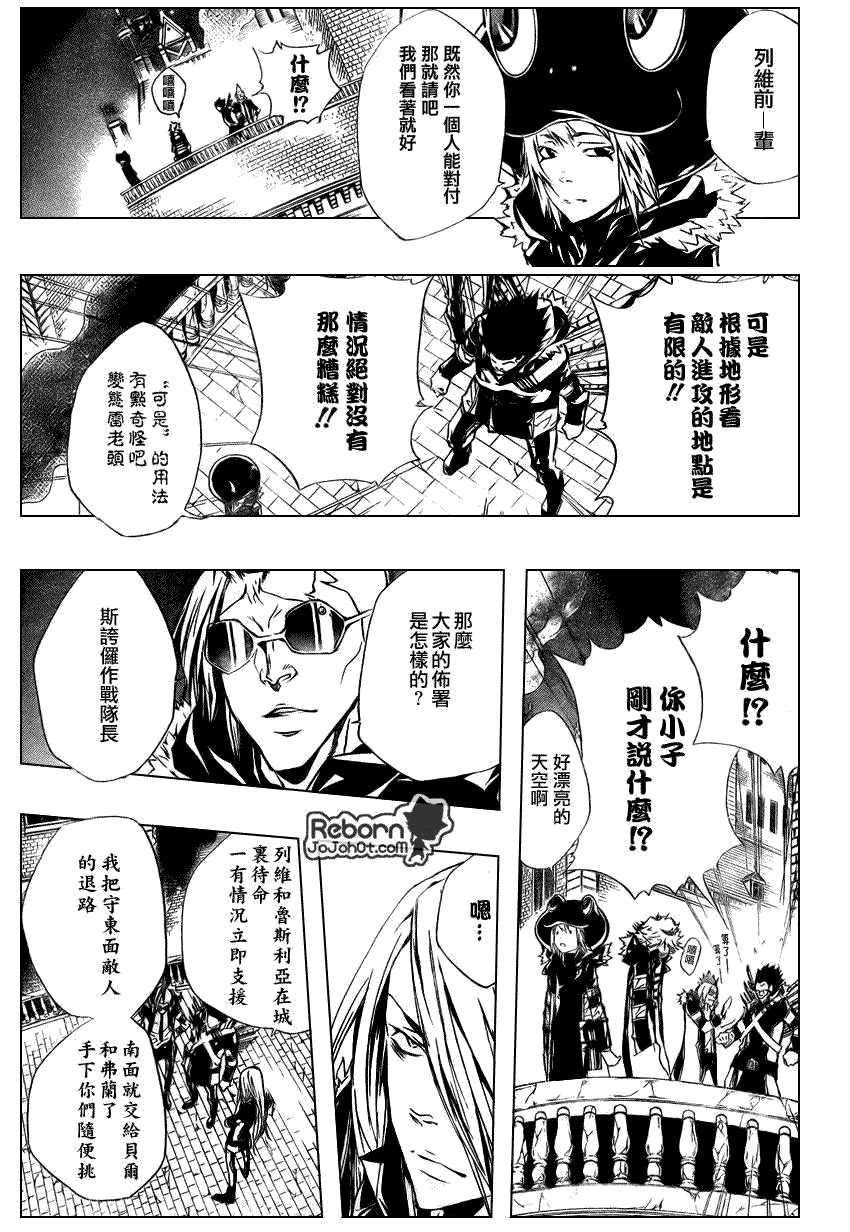 列維前—輩
既然你一個人能對付
那就請吧
我們看著就好
什麼!?
嘻嘻嘻
可是
根據地形看
敵人進攻的地點是
有限的!!
情況絕對沒有
那麼糟糕!!
“可是”的用法
有點奇怪吧
變態雷老頭
什麼!?
你小子
剛才說什麼!?
好漂亮的
天空啊
算了—
算了—
嘻嘻
那麼
大家的佈署
是怎樣的?
斯誇儸作戰隊長
嗯…
列維和魯斯利亞在城
裏待命
一有情況立即支援
我把守東面敵人
的退路
南面就交給貝爾
和弗蘭了
手下你們隨便挑
Reborn
JoJoHot.com